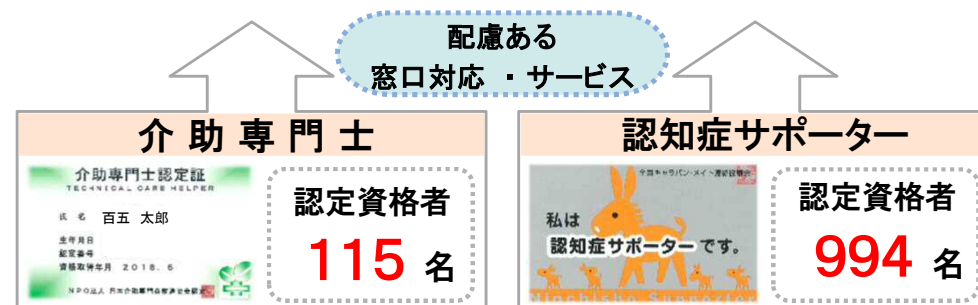 配慮ある
窓口対応 ・サービス
介助専門士
介助専門士認定証
TECHNICAL CARE HELPER
氏 名 百五 太郎
生年月日
認定番号
資格取得年月 2018. 6
認定資格者
115 名
認知症サポーター
私は
認知症サポーター です。
Ninchisho Supporter
認定資格者
994 名